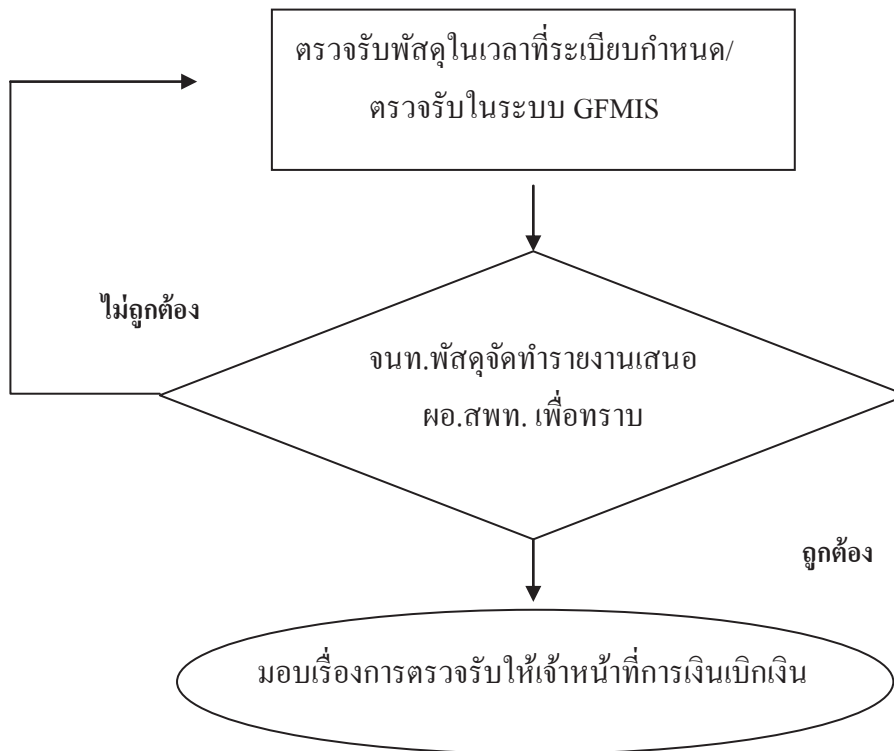 ตรวจรับพัสดุในเวลาที่ระเบียบกำหนด/
ตรวจรับในระบบ GFMIS
ไม่ถูกต้อง
จนท.พัสดุจัดทำรายงานเสนอ
ผอ.สพท. เพื่อทราบ
ถูกต้อง
มอบเรื่องการตรวจรับให้เจ้าหน้าที่การเงินเบิกเงิน